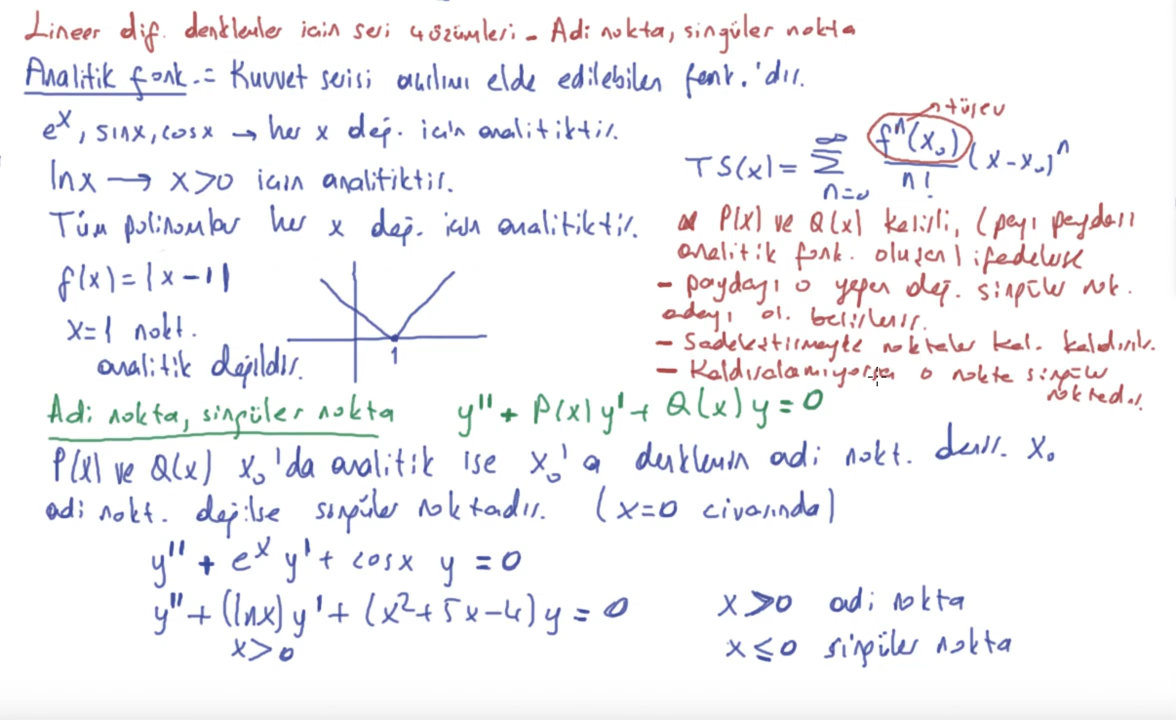 Lineer dif. denklemler için seri çözümleri - Adi nokta, singüler nokta
Analitik fonk. = Kuvvet serisi açılımı elde edilebilen fonk.'dır.
e^x, sinx, cosx → her x değ. için analitiktir.
lnx → x>0 için analitiktir.
Tüm polinomlar her x değ. için analitiktir.
f(x) = |x-1|
x=1 nokt.
analitik değildir.
1
türev
TS(x) = ∑_{n=0}^{∞} f^n(x₀)/n! (x-x₀)^n
P(x) ve Q(x) kesirli, (payı paydası
analitik fonk. oluşan) ifadelerse
- paydayı 0 yapan değ. singüler nok.
adayı ol. belirlenir.
- Sadeleştirmeyle noktalar kal. kaldırılır.
- Kaldırılamıyorsa o nokta singüler
noktadır.
Adi nokta, singüler nokta y'' + P(x)y' + Q(x)y = 0
P(x) ve Q(x) x₀'da analitik ise x₀'a denklemin adi nokt. denir. x₀
adi nokt. değilse singüler noktadır. (x=0 civarında)
y'' + e^x y' + cosx y = 0
y'' + (lnx)y' + (x²+5x-4)y = 0
x>0
x>0 adi nokta
x≤0 singüler nokta